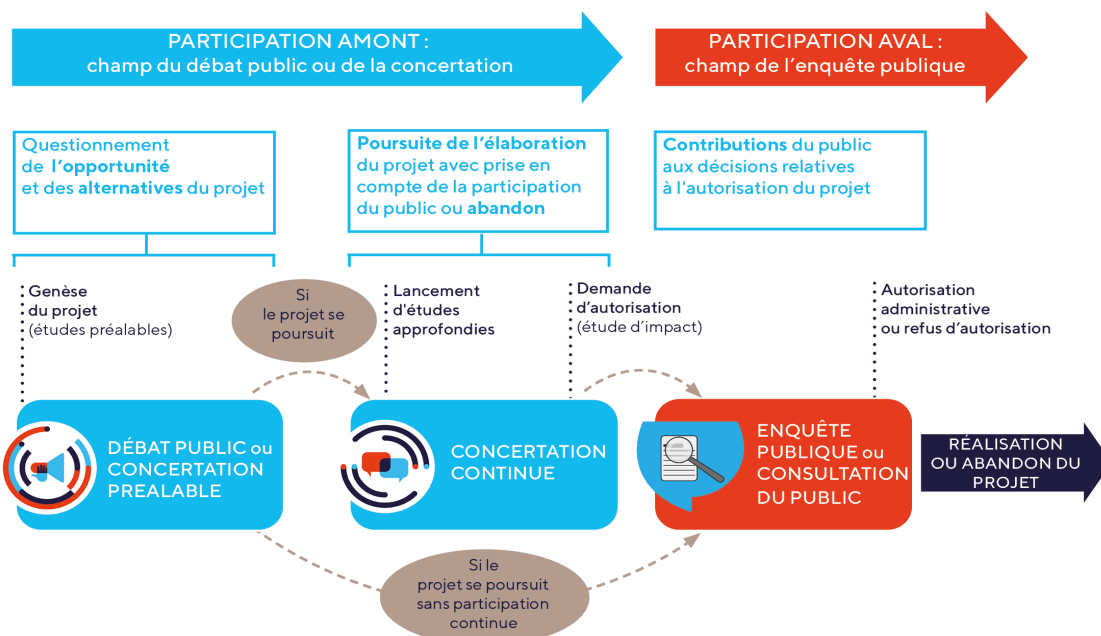 PARTICIPATION AMONT :
champ du débat public ou de la concertation
PARTICIPATION AVAL :
champ de l'enquête publique
Questionnement
de l'opportunité
et des alternatives du projet
Poursuite de l'élaboration
du projet avec prise en
compte de la participation
du public ou abandon
Contributions du public
aux décisions relatives
à l'autorisation du projet
Genèse
du projet
(études préalables)
Si
le projet se
poursuit
Lancement
d'études
approfondies
Demande
d'autorisation
(étude d'impact)
Autorisation
administrative
ou refus d'autorisation
DÉBAT PUBLIC ou
CONCERTATION
PREALABLE
CONCERTATION
CONTINUE
ENQUÊTE
PUBLIQUE ou
CONSULTATION
DU PUBLIC
RÉALISATION
OU ABANDON DU
PROJET
Si le
projet se poursuit
sans participation
continue